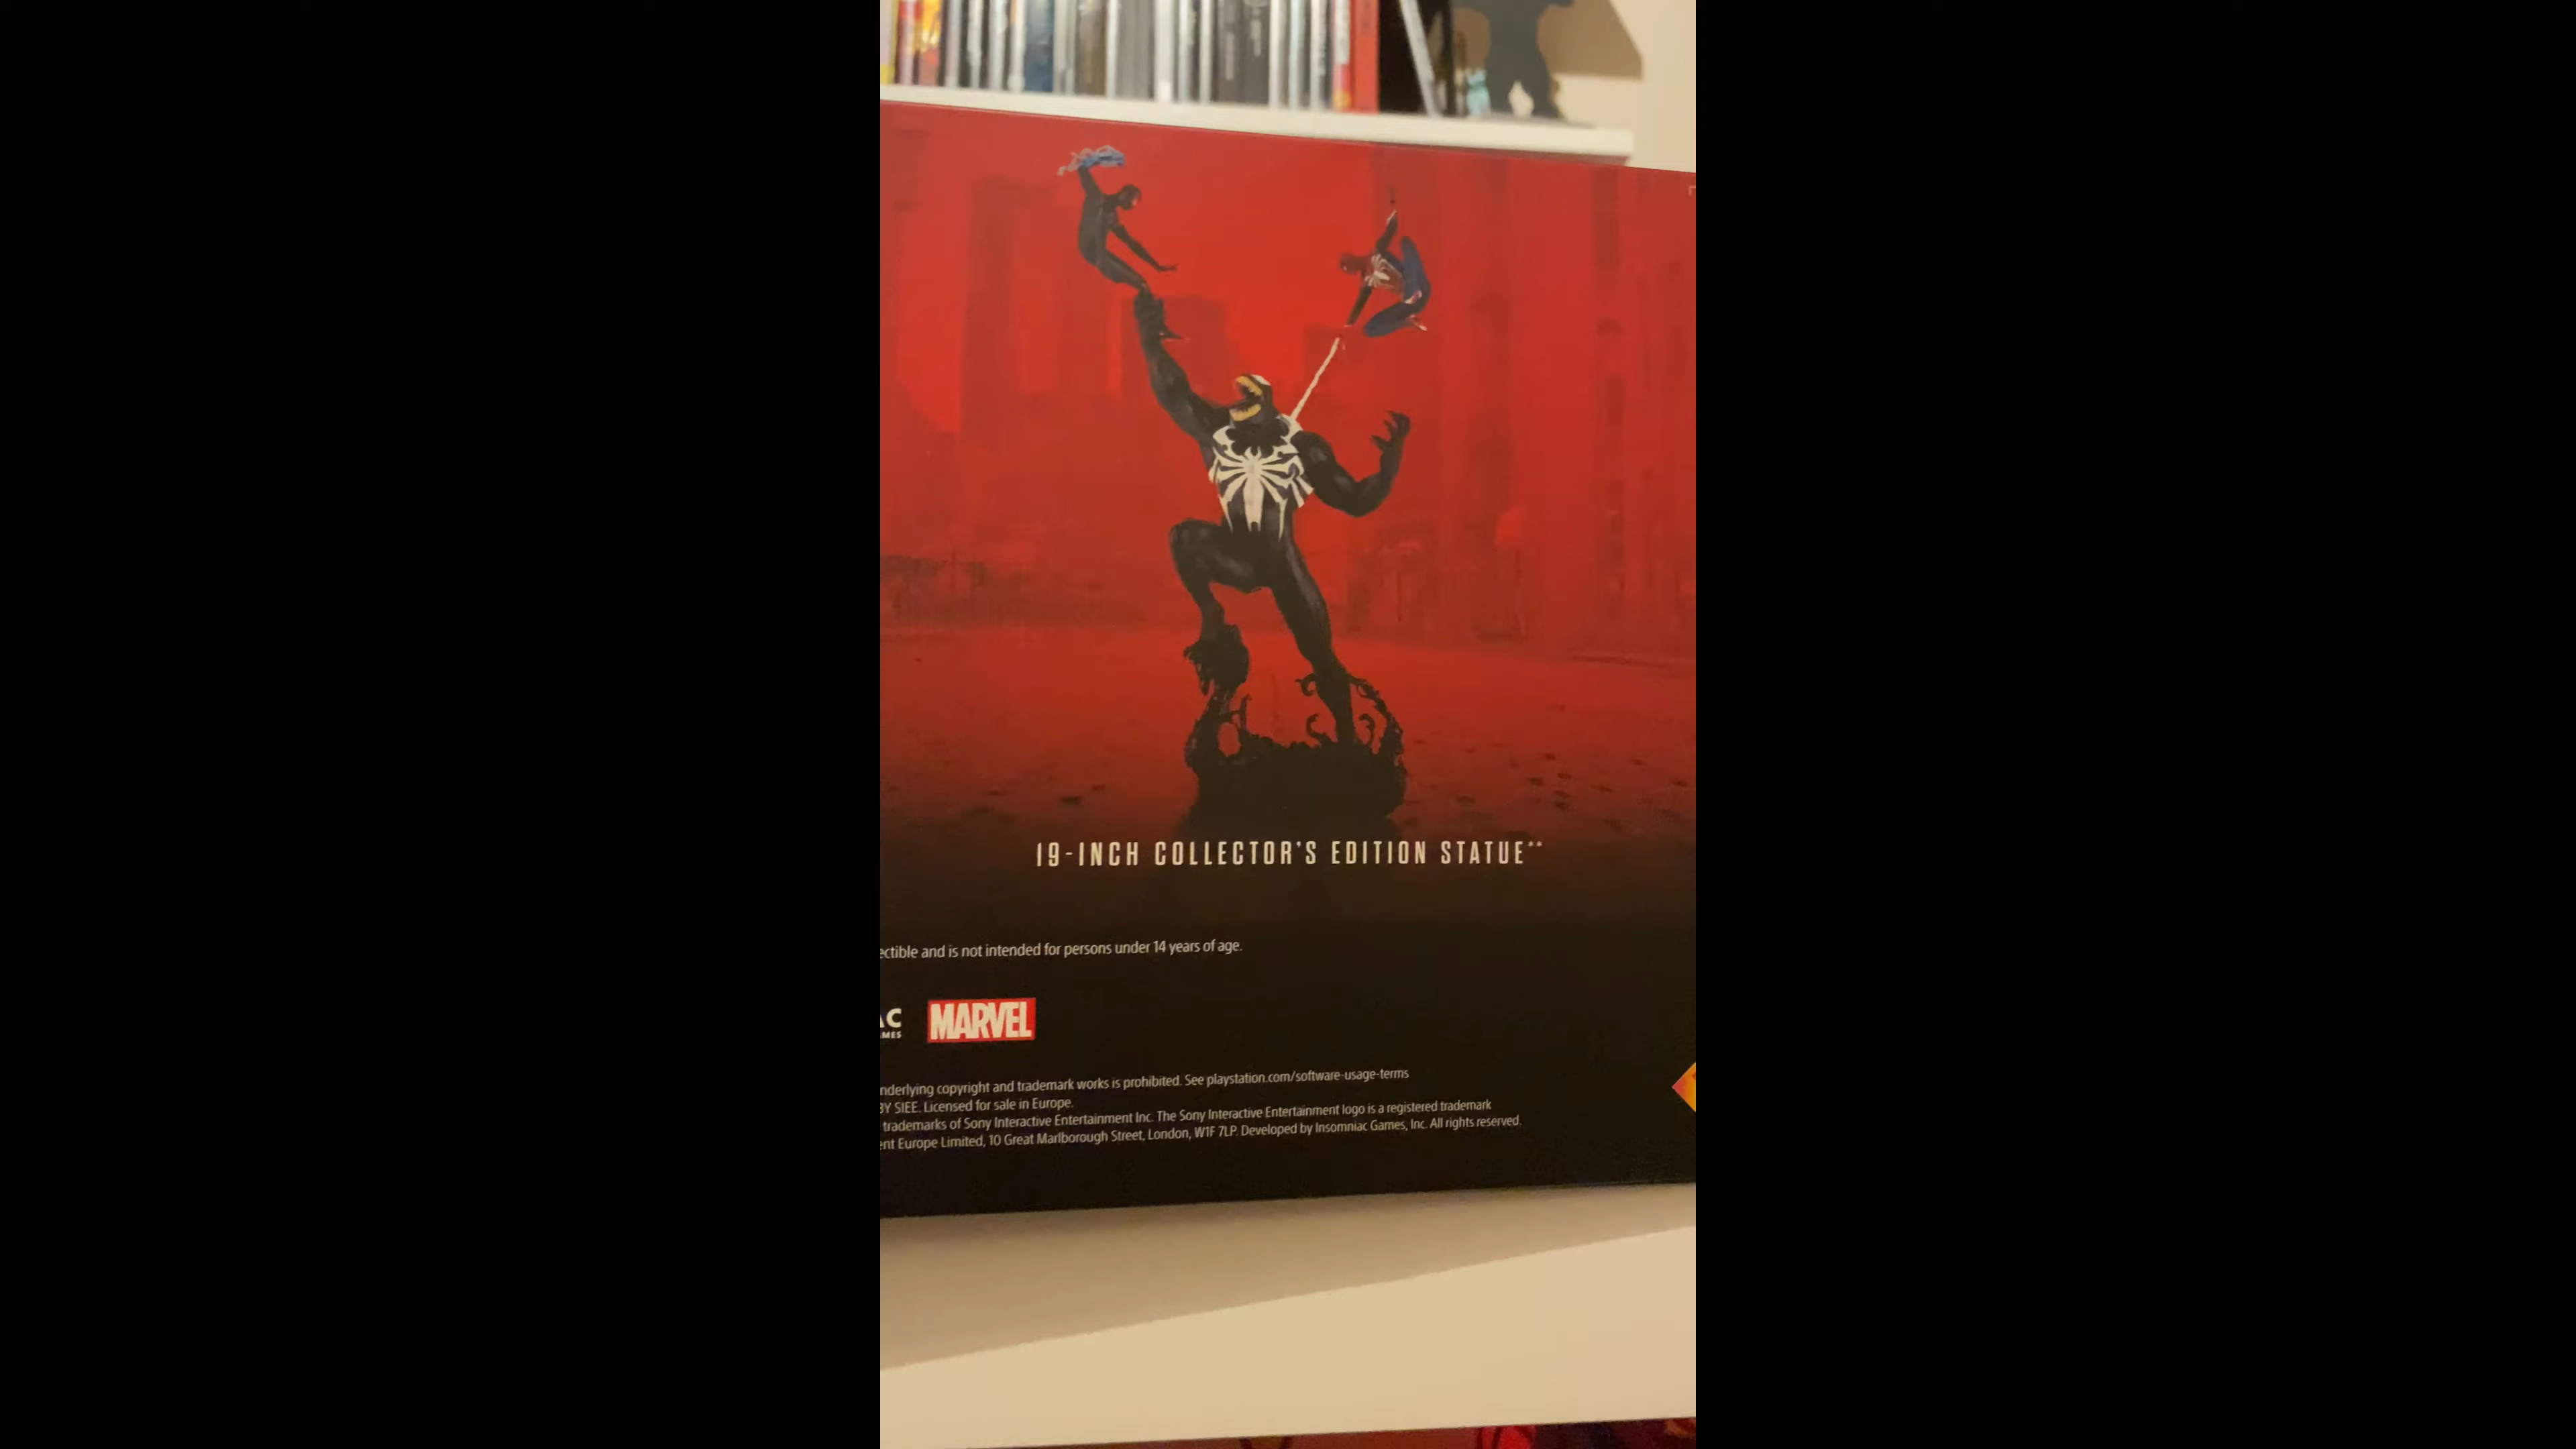 19-INCH COLLECTOR'S EDITION STATUE**
ectible and is not intended for persons under 14 years of age.
AC
MES
MARVEL
nderlying copyright and trademark works is prohibited. See playstation.com/software-usage-terms
BY SIEE. Licensed for sale in Europe.
trademarks of Sony Interactive Entertainment Inc. The Sony Interactive Entertainment logo is a registered trademark
ent Europe Limited, 10 Great Marlborough Street, London, W1F 7LP. Developed by Insomniac Games, Inc. All rights reserved.